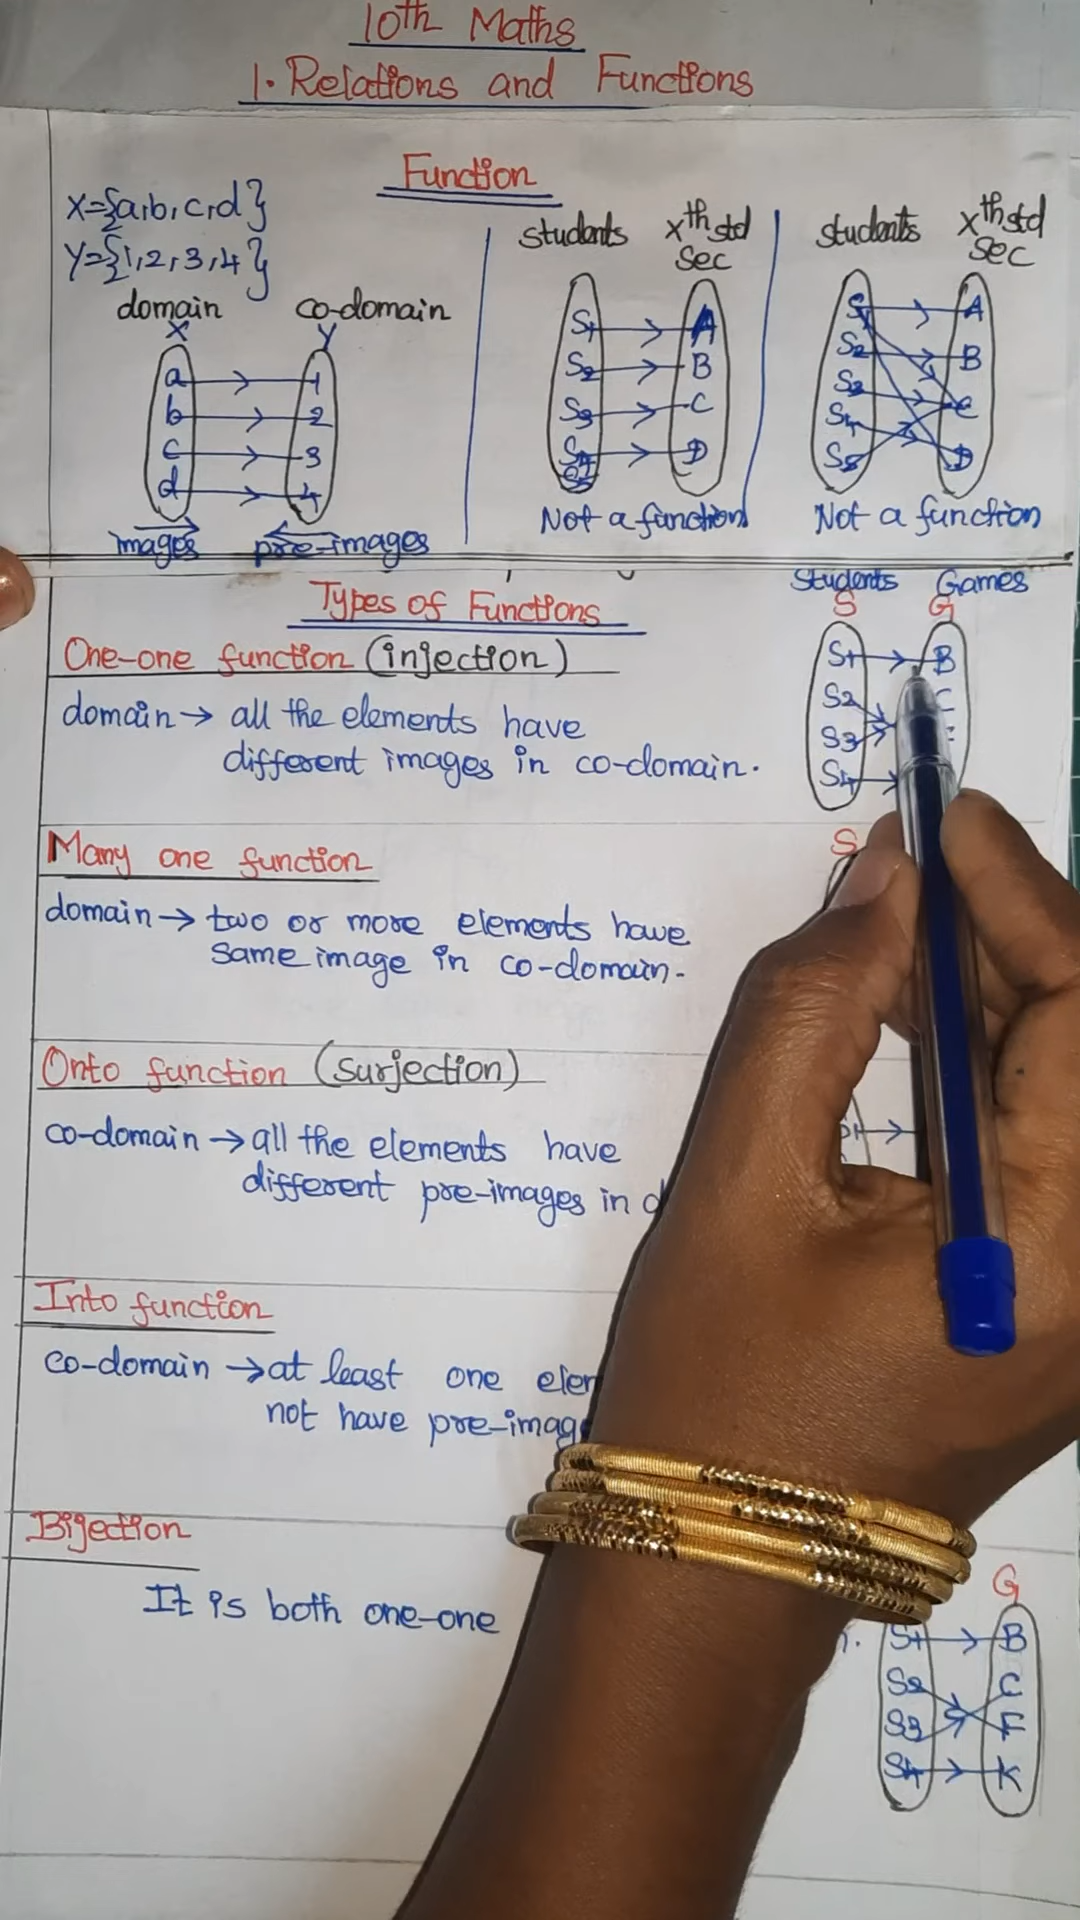 10th Maths
1. Relations and Functions
Function
X={a,b,c,d}
Y={1,2,3,4}
domain co-domain
X Y
a 1
b 2
c 3
d 4
images pre-images
Students Xth std
Sec
S1 A
S2 B
S3 C
S4 D
S5
Not a function
Students Xth std
Sec
S1 A
S2 B
S3 C
S4 D
S5
Not a function
Types of Functions
Students Games
S G
One-one function (injection)
S1 B
S2 C
S3
S4
domain → all the elements have
different images in co-domain.
Many one function
S
domain → two or more elements have
same image in co-domain.
Onto function (surjection)
co-domain → all the elements have
different pre-images in
Into function
co-domain → at least one
not have
Bijection
It is both one-one
G
S1 B
S2 C
S3 F
S4 K